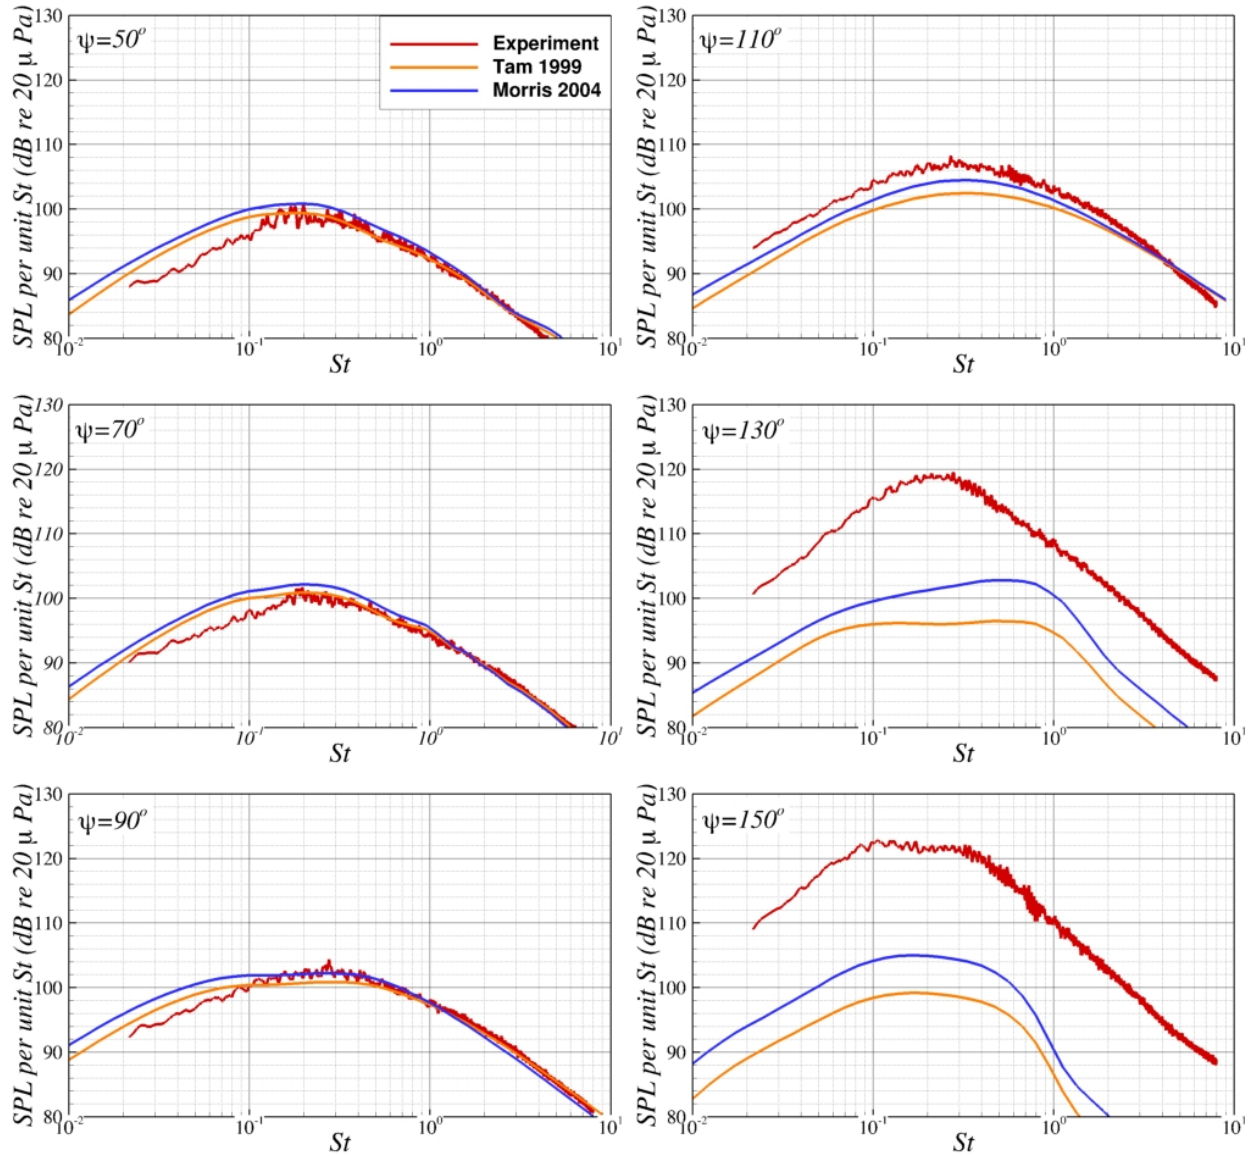 ψ=50°
Experiment
Tam 1999
Morris 2004
SPL per unit St (dB re 20 μ Pa)
130
120
110
100
90
80
10⁻²
10⁻¹
10⁰
10¹
St
ψ=110°
SPL per unit St (dB re 20 μ Pa)
130
120
110
100
90
80
10⁻²
10⁻¹
10⁰
10¹
St
ψ=70°
SPL per unit St (dB re 20 μ Pa)
130
120
110
100
90
80
10⁻²
10⁻¹
10⁰
10¹
St
ψ=130°
SPL per unit St (dB re 20 μ Pa)
130
120
110
100
90
80
10⁻²
10⁻¹
10⁰
10¹
St
ψ=90°
SPL per unit St (dB re 20 μ Pa)
130
120
110
100
90
80
10⁻²
10⁻¹
10⁰
10¹
St
ψ=150°
SPL per unit St (dB re 20 μ Pa)
130
120
110
100
90
80
10⁻²
10⁻¹
10⁰
10¹
St